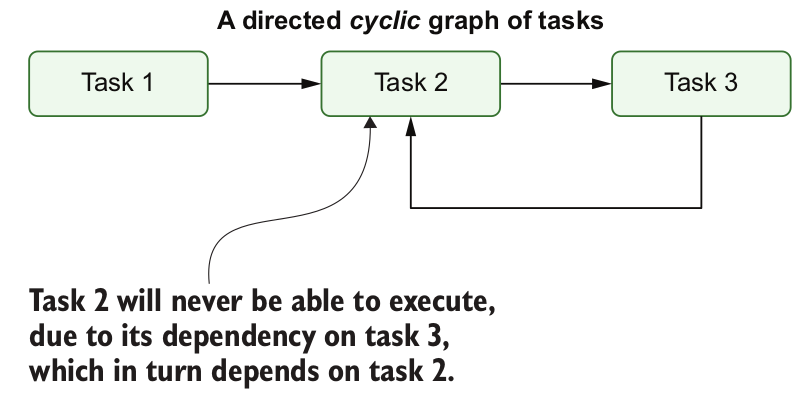 A directed cyclic graph of tasks
Task 1
Task 2
Task 3
Task 2 will never be able to execute,
due to its dependency on task 3,
which in turn depends on task 2.